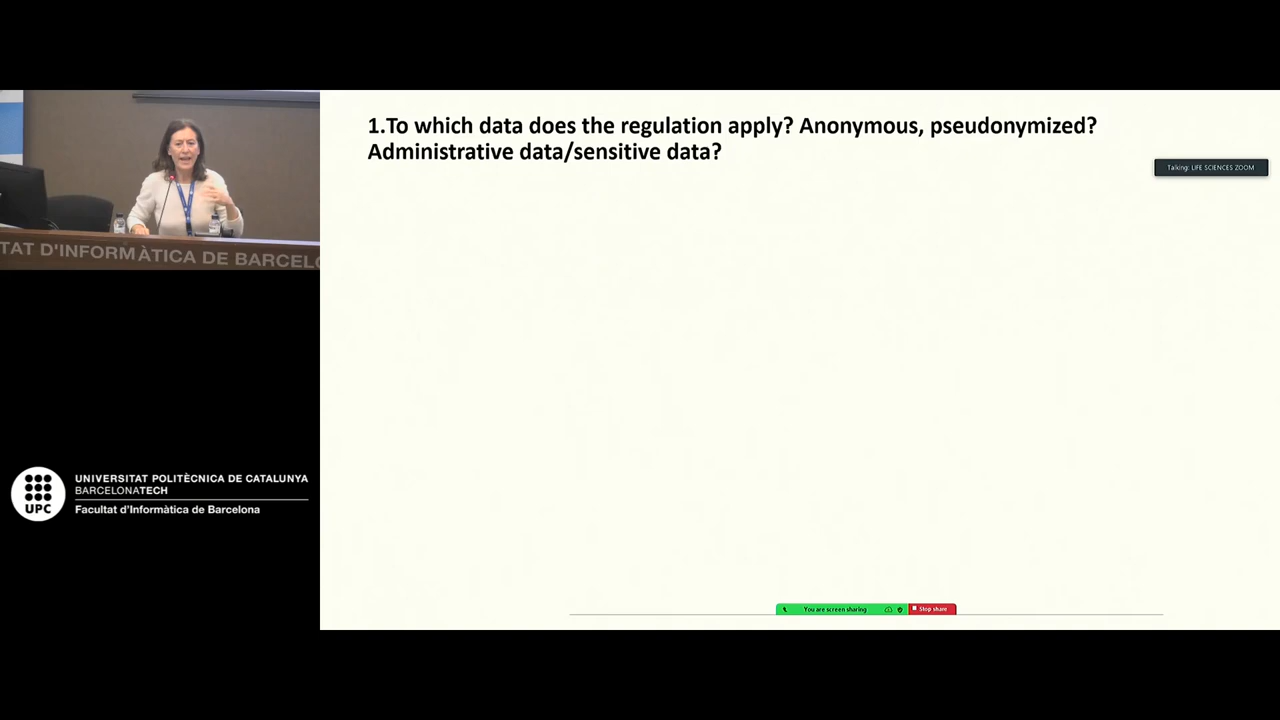 1.To which data does the regulation apply? Anonymous, pseudonymized?
Administrative data/sensitive data?
Talking: LIFE SCIENCES ZOOM
TAT D'INFORMÀTICA DE BARCEL
UPC
UNIVERSITAT POLITÈCNICA DE CATALUNYA
BARCELONATECH
Facultat d'Informàtica de Barcelona
You are screen sharing
Stop share